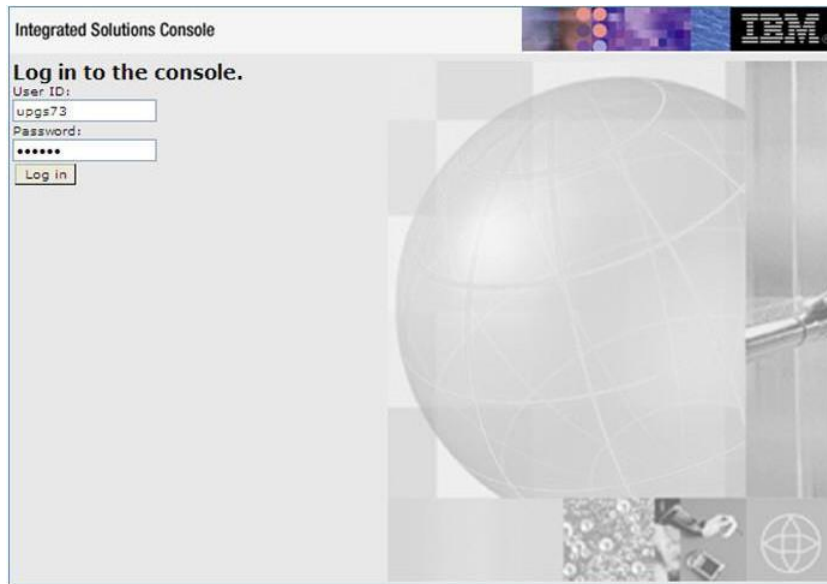 Integrated Solutions Console
IBM
Log in to the console.
User ID:
upgs73
Password:
••••••
Log in